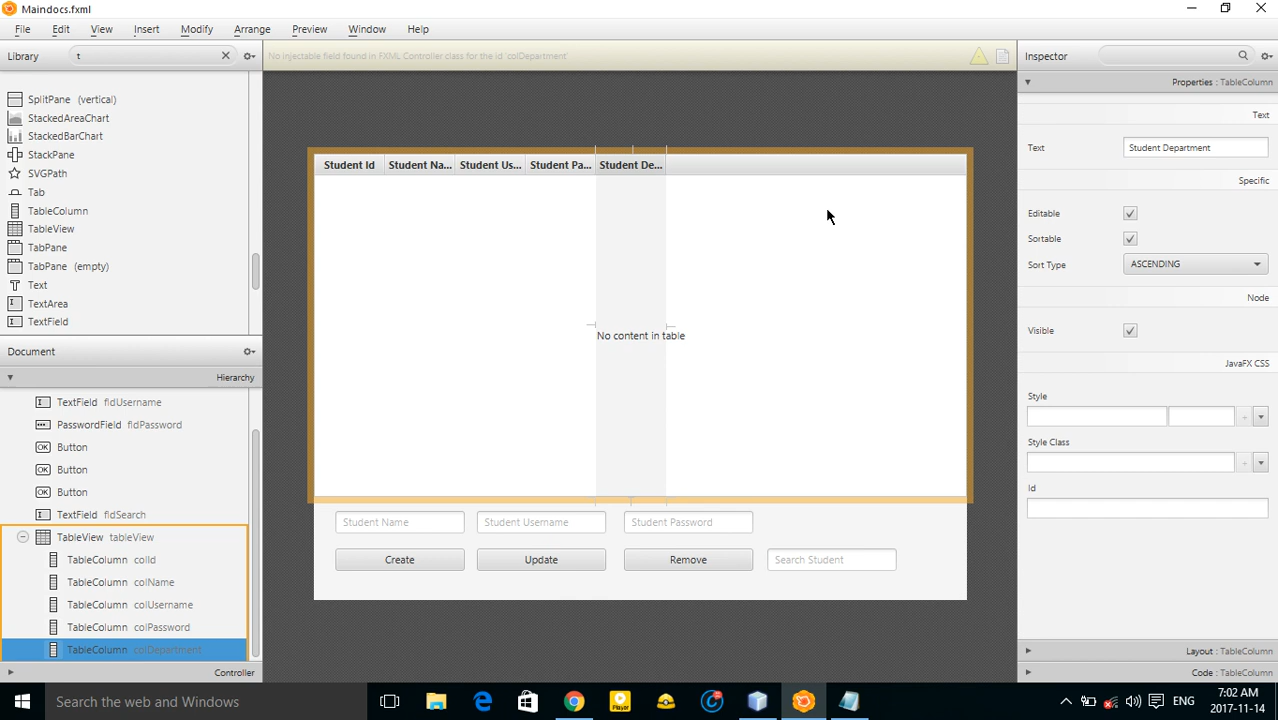 Maindocs.fxml
File Edit View Insert Modify Arrange Preview Window Help
Library t
No injectable field found in FXML Controller class for the id 'colDepartment'
Inspector
SplitPane (vertical)
StackedAreaChart
StackedBarChart
StackPane
SVGPath
Tab
TableColumn
TableView
TabPane
TabPane (empty)
Text
TextArea
TextField
Document
Hierarchy
TextField fldUsername
PasswordField fldPassword
Button
Button
Button
TextField fldSearch
TableView tableView
TableColumn colId
TableColumn colName
TableColumn colUsername
TableColumn colPassword
TableColumn colDepartment
Controller
Student Id Student Na... Student Us... Student Pa... Student De...
No content in table
Student Name Student Username Student Password
Create Update Remove Search Student
Properties : TableColumn
Text
Text Student Department
Specific
Editable
Sortable
Sort Type ASCENDING
Node
Visible
JavaFX CSS
Style
Style Class
Id
Layout : TableColumn
Code : TableColumn
Search the web and Windows
Player
ENG
7:02 AM
2017-11-14